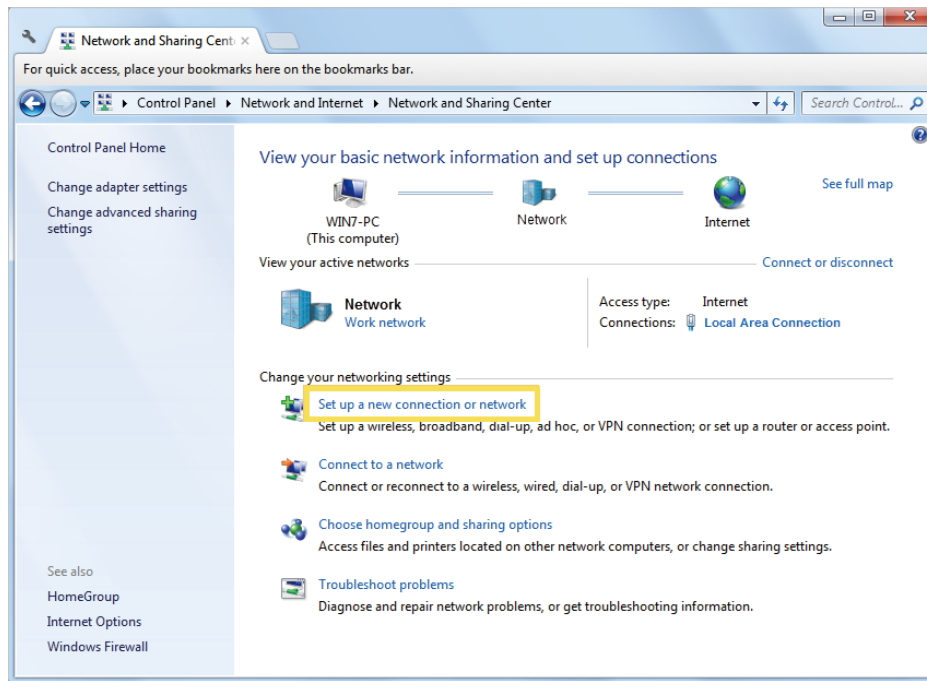 Network and Sharing Cent
For quick access, place your bookmarks here on the bookmarks bar.
Control Panel Network and Internet Network and Sharing Center
Search Control...
Control Panel Home
Change adapter settings
Change advanced sharing
settings
See also
HomeGroup
Internet Options
Windows Firewall
View your basic network information and set up connections
See full map
WIN7-PC
(This computer)
Network
Internet
View your active networks
Connect or disconnect
Network
Work network
Access type: Internet
Connections: Local Area Connection
Change your networking settings
Set up a new connection or network
Set up a wireless, broadband, dial-up, ad hoc, or VPN connection; or set up a router or access point.
Connect to a network
Connect or reconnect to a wireless, wired, dial-up, or VPN network connection.
Choose homegroup and sharing options
Access files and printers located on other network computers, or change sharing settings.
Troubleshoot problems
Diagnose and repair network problems, or get troubleshooting information.